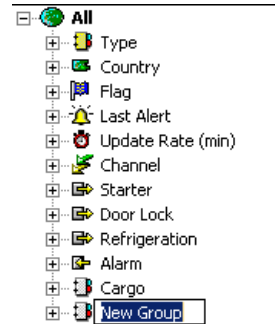 All
Type
Country
Flag
Last Alert
Update Rate (min)
Channel
Starter
Door Lock
Refrigeration
Alarm
Cargo
New Group